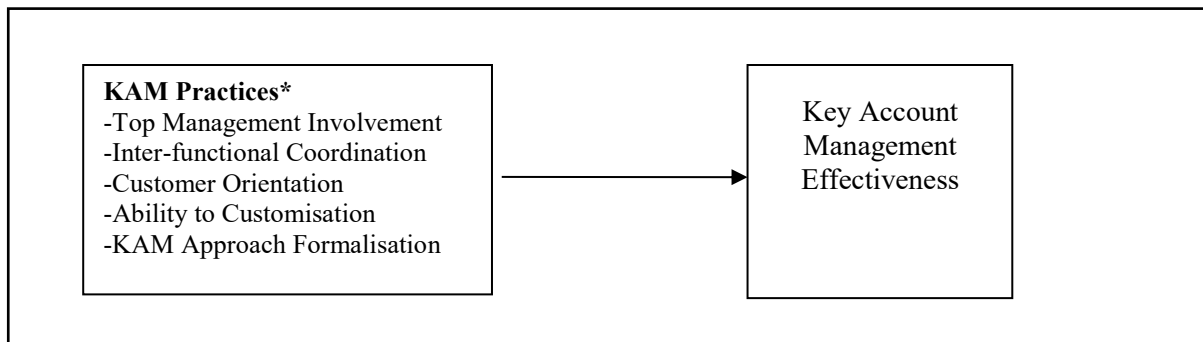 KAM Practices*
-Top Management Involvement
-Inter-functional Coordination
-Customer Orientation
-Ability to Customisation
-KAM Approach Formalisation
Key Account
Management
Effectiveness